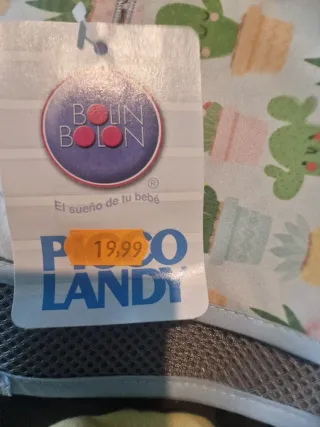 BOLIN
BOLON
®
El sueño de tu bebé
19,99
LANDY